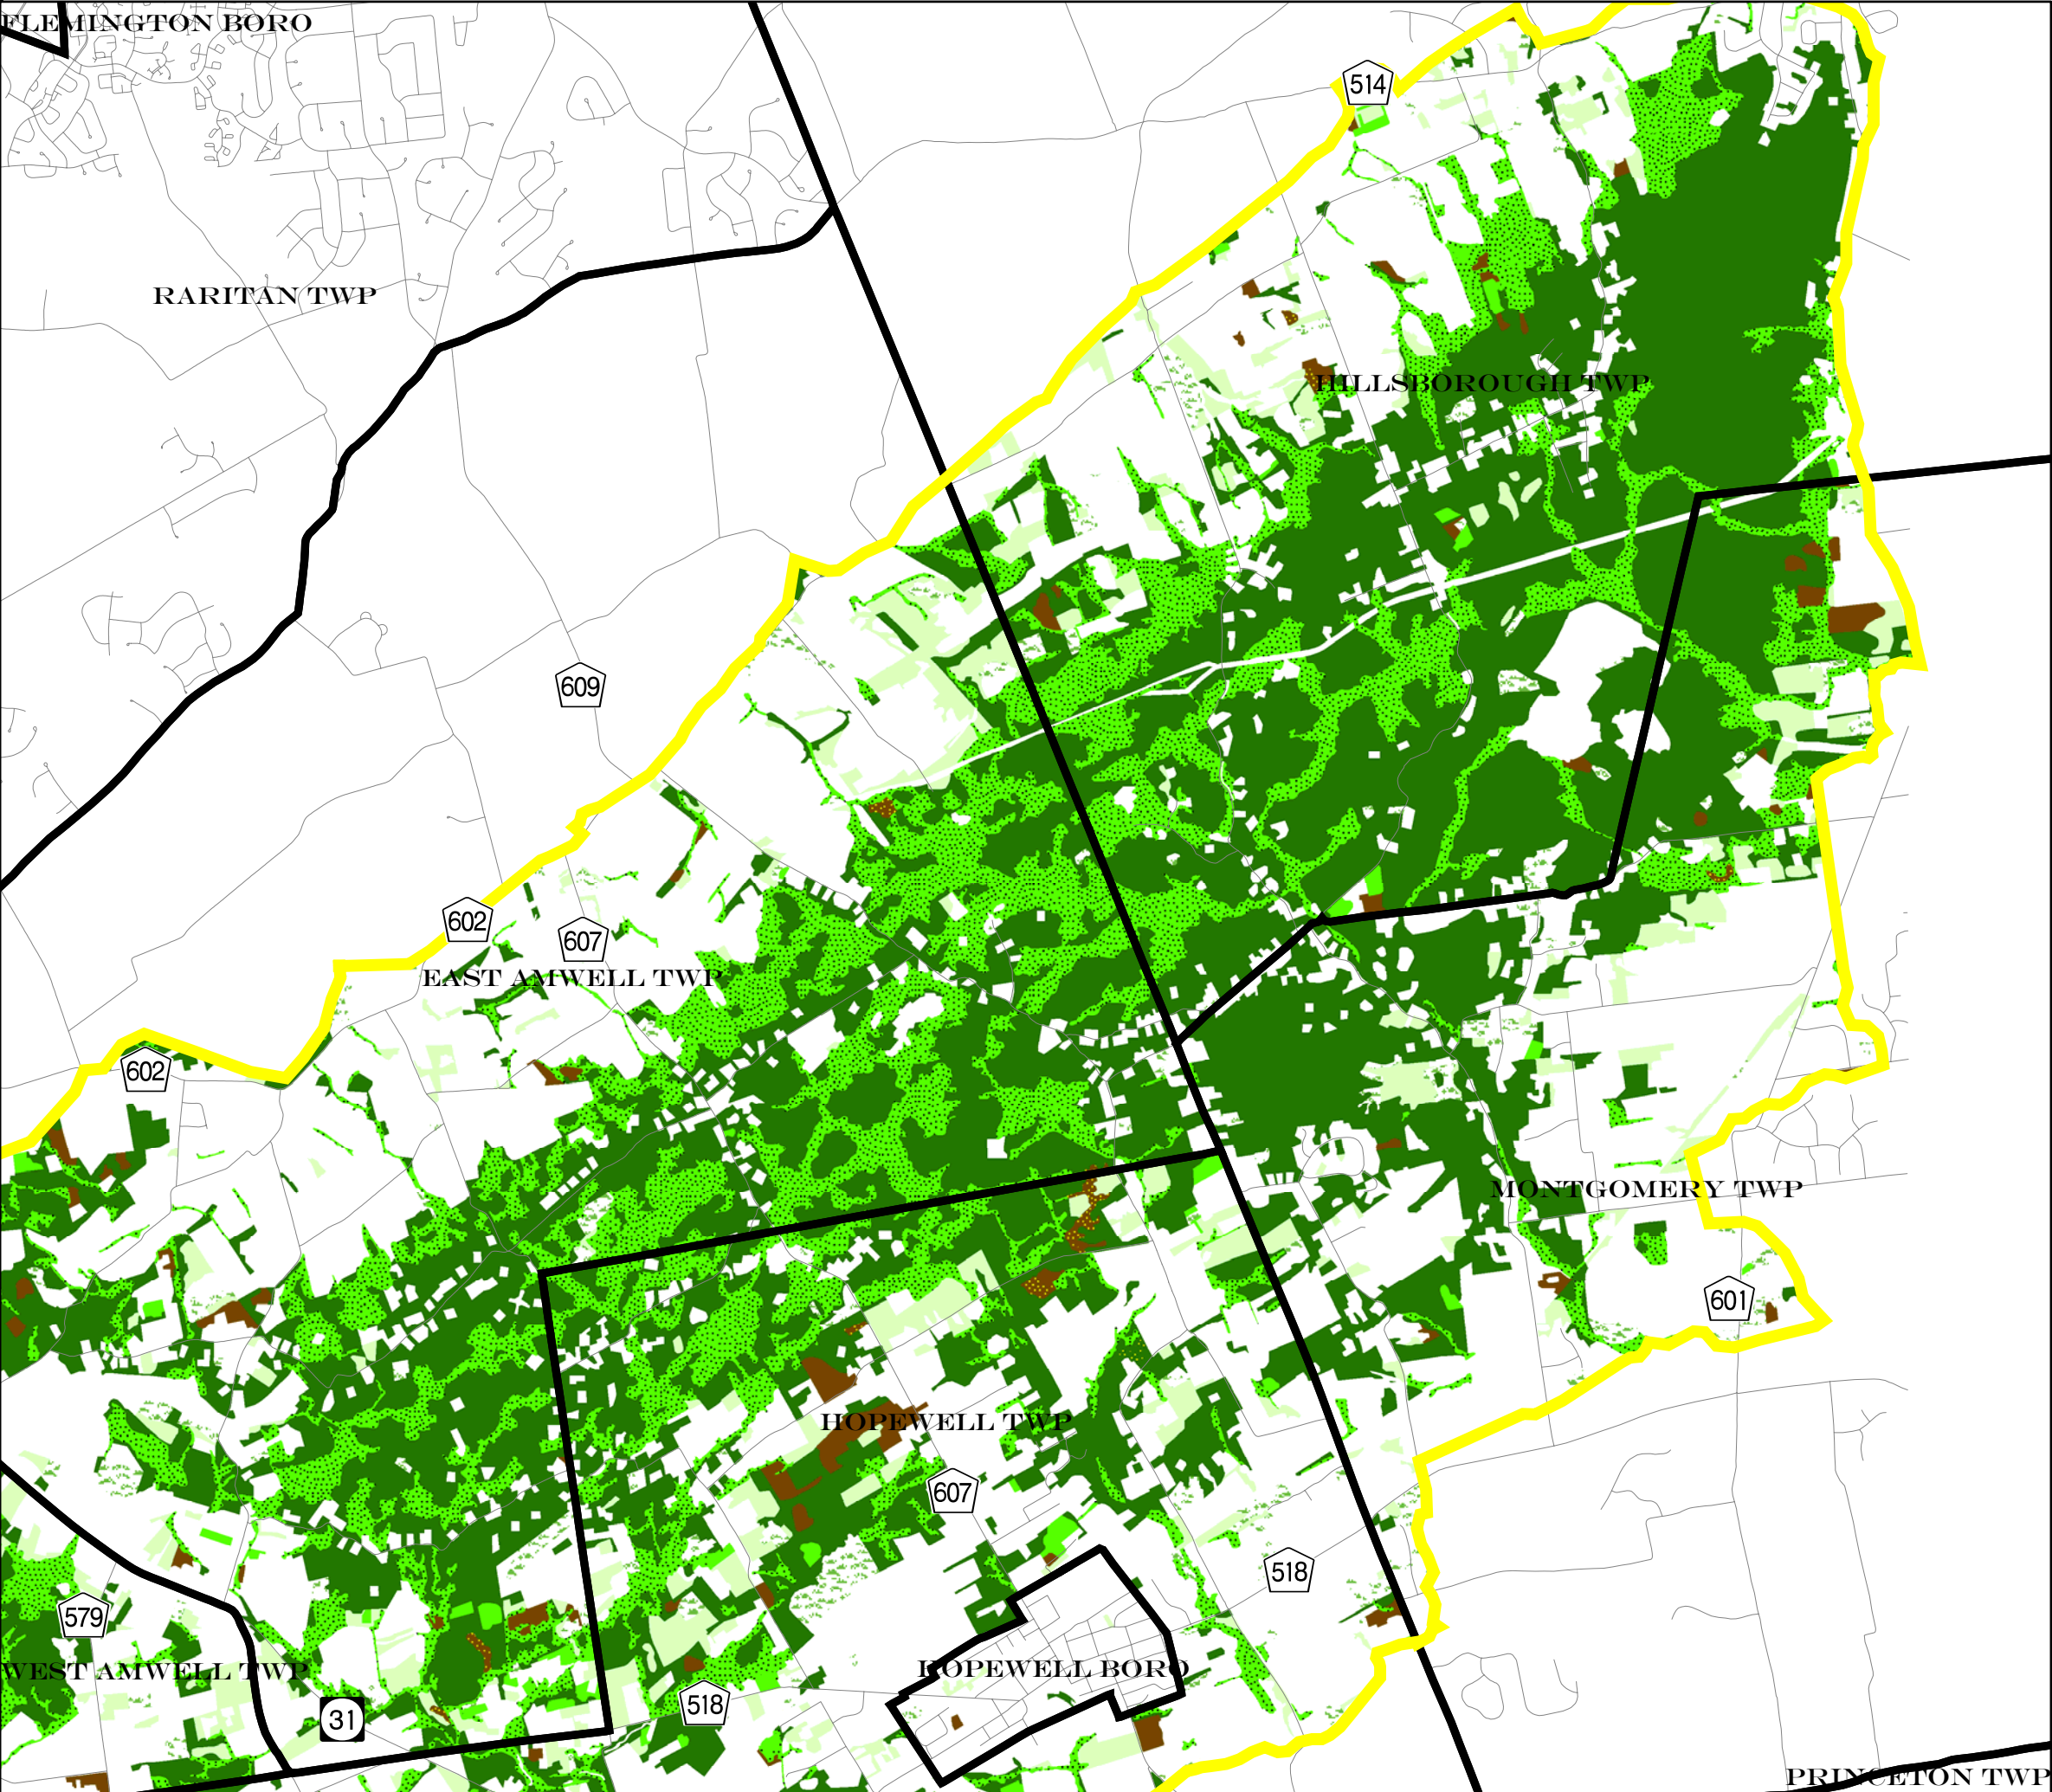 FLEMINGTON BORO
514
RARITAN TWP
HILLSBOROUGH TWP
609
602
607
EAST AMWELL TWP
602
MONTGOMERY TWP
601
HOPEWELL TWP
607
518
579
WEST AMWELL TWP
HOPEWELL BORO
31
518
PRINCETON TWP